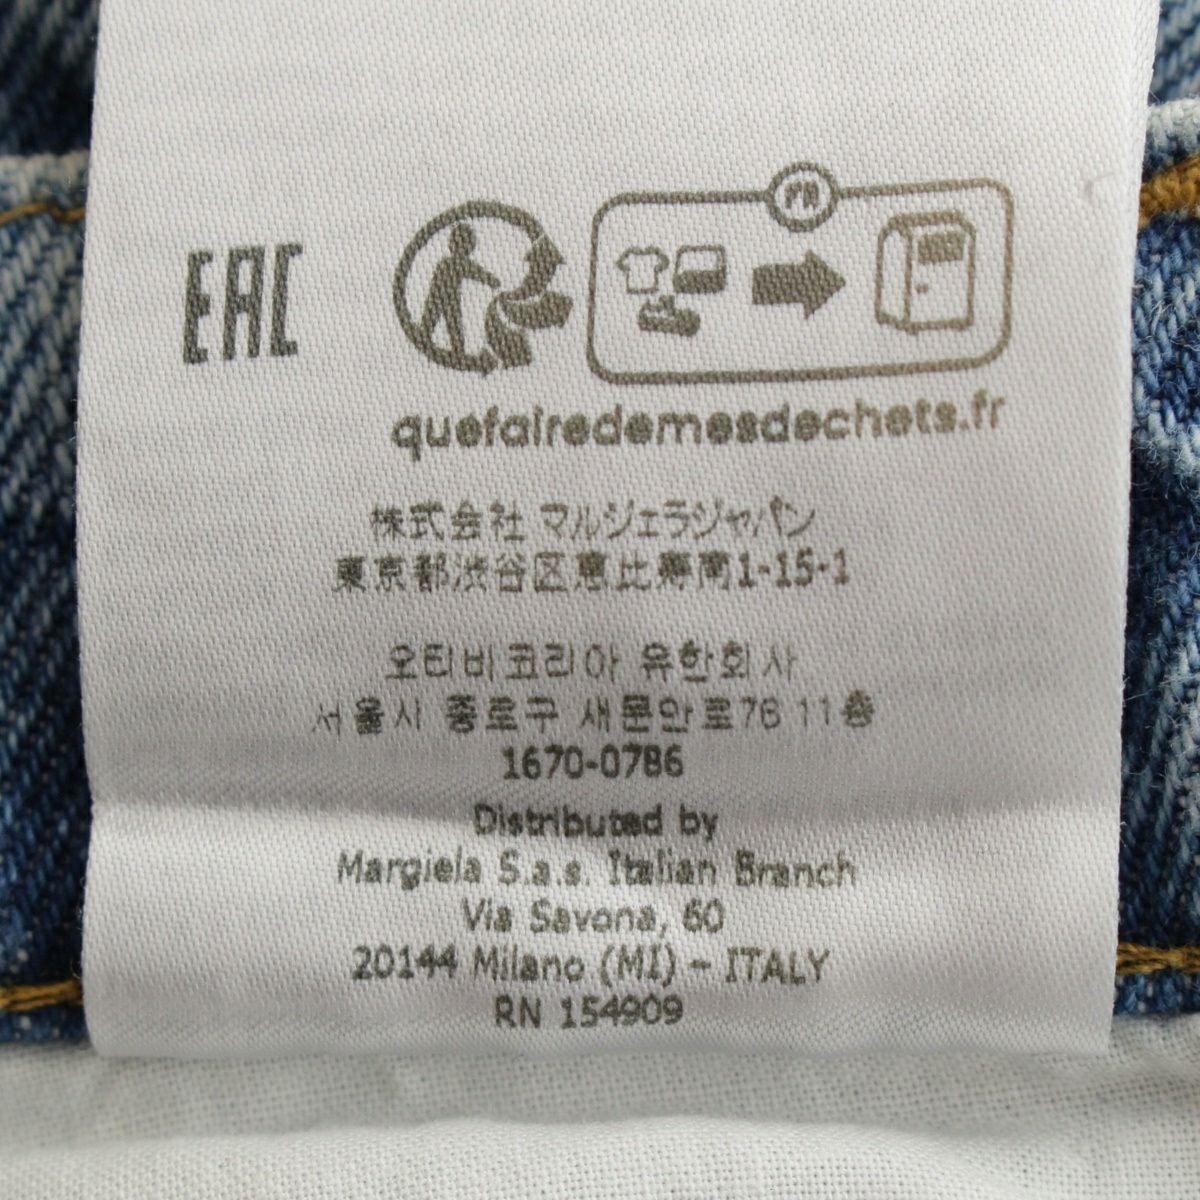 EAC
FR
quefairedemesdechets.fr
株式会社 マルジェラジャパン
東京都渋谷区恵比寿南1-15-1
오티비코리아 유한회사
서울시 종로구 새문안로76 11층
1670-0786
Distributed by
Margiela S.a.s. Italian Branch
Via Savona, 60
20144 Milano (MI) - ITALY
RN 154909